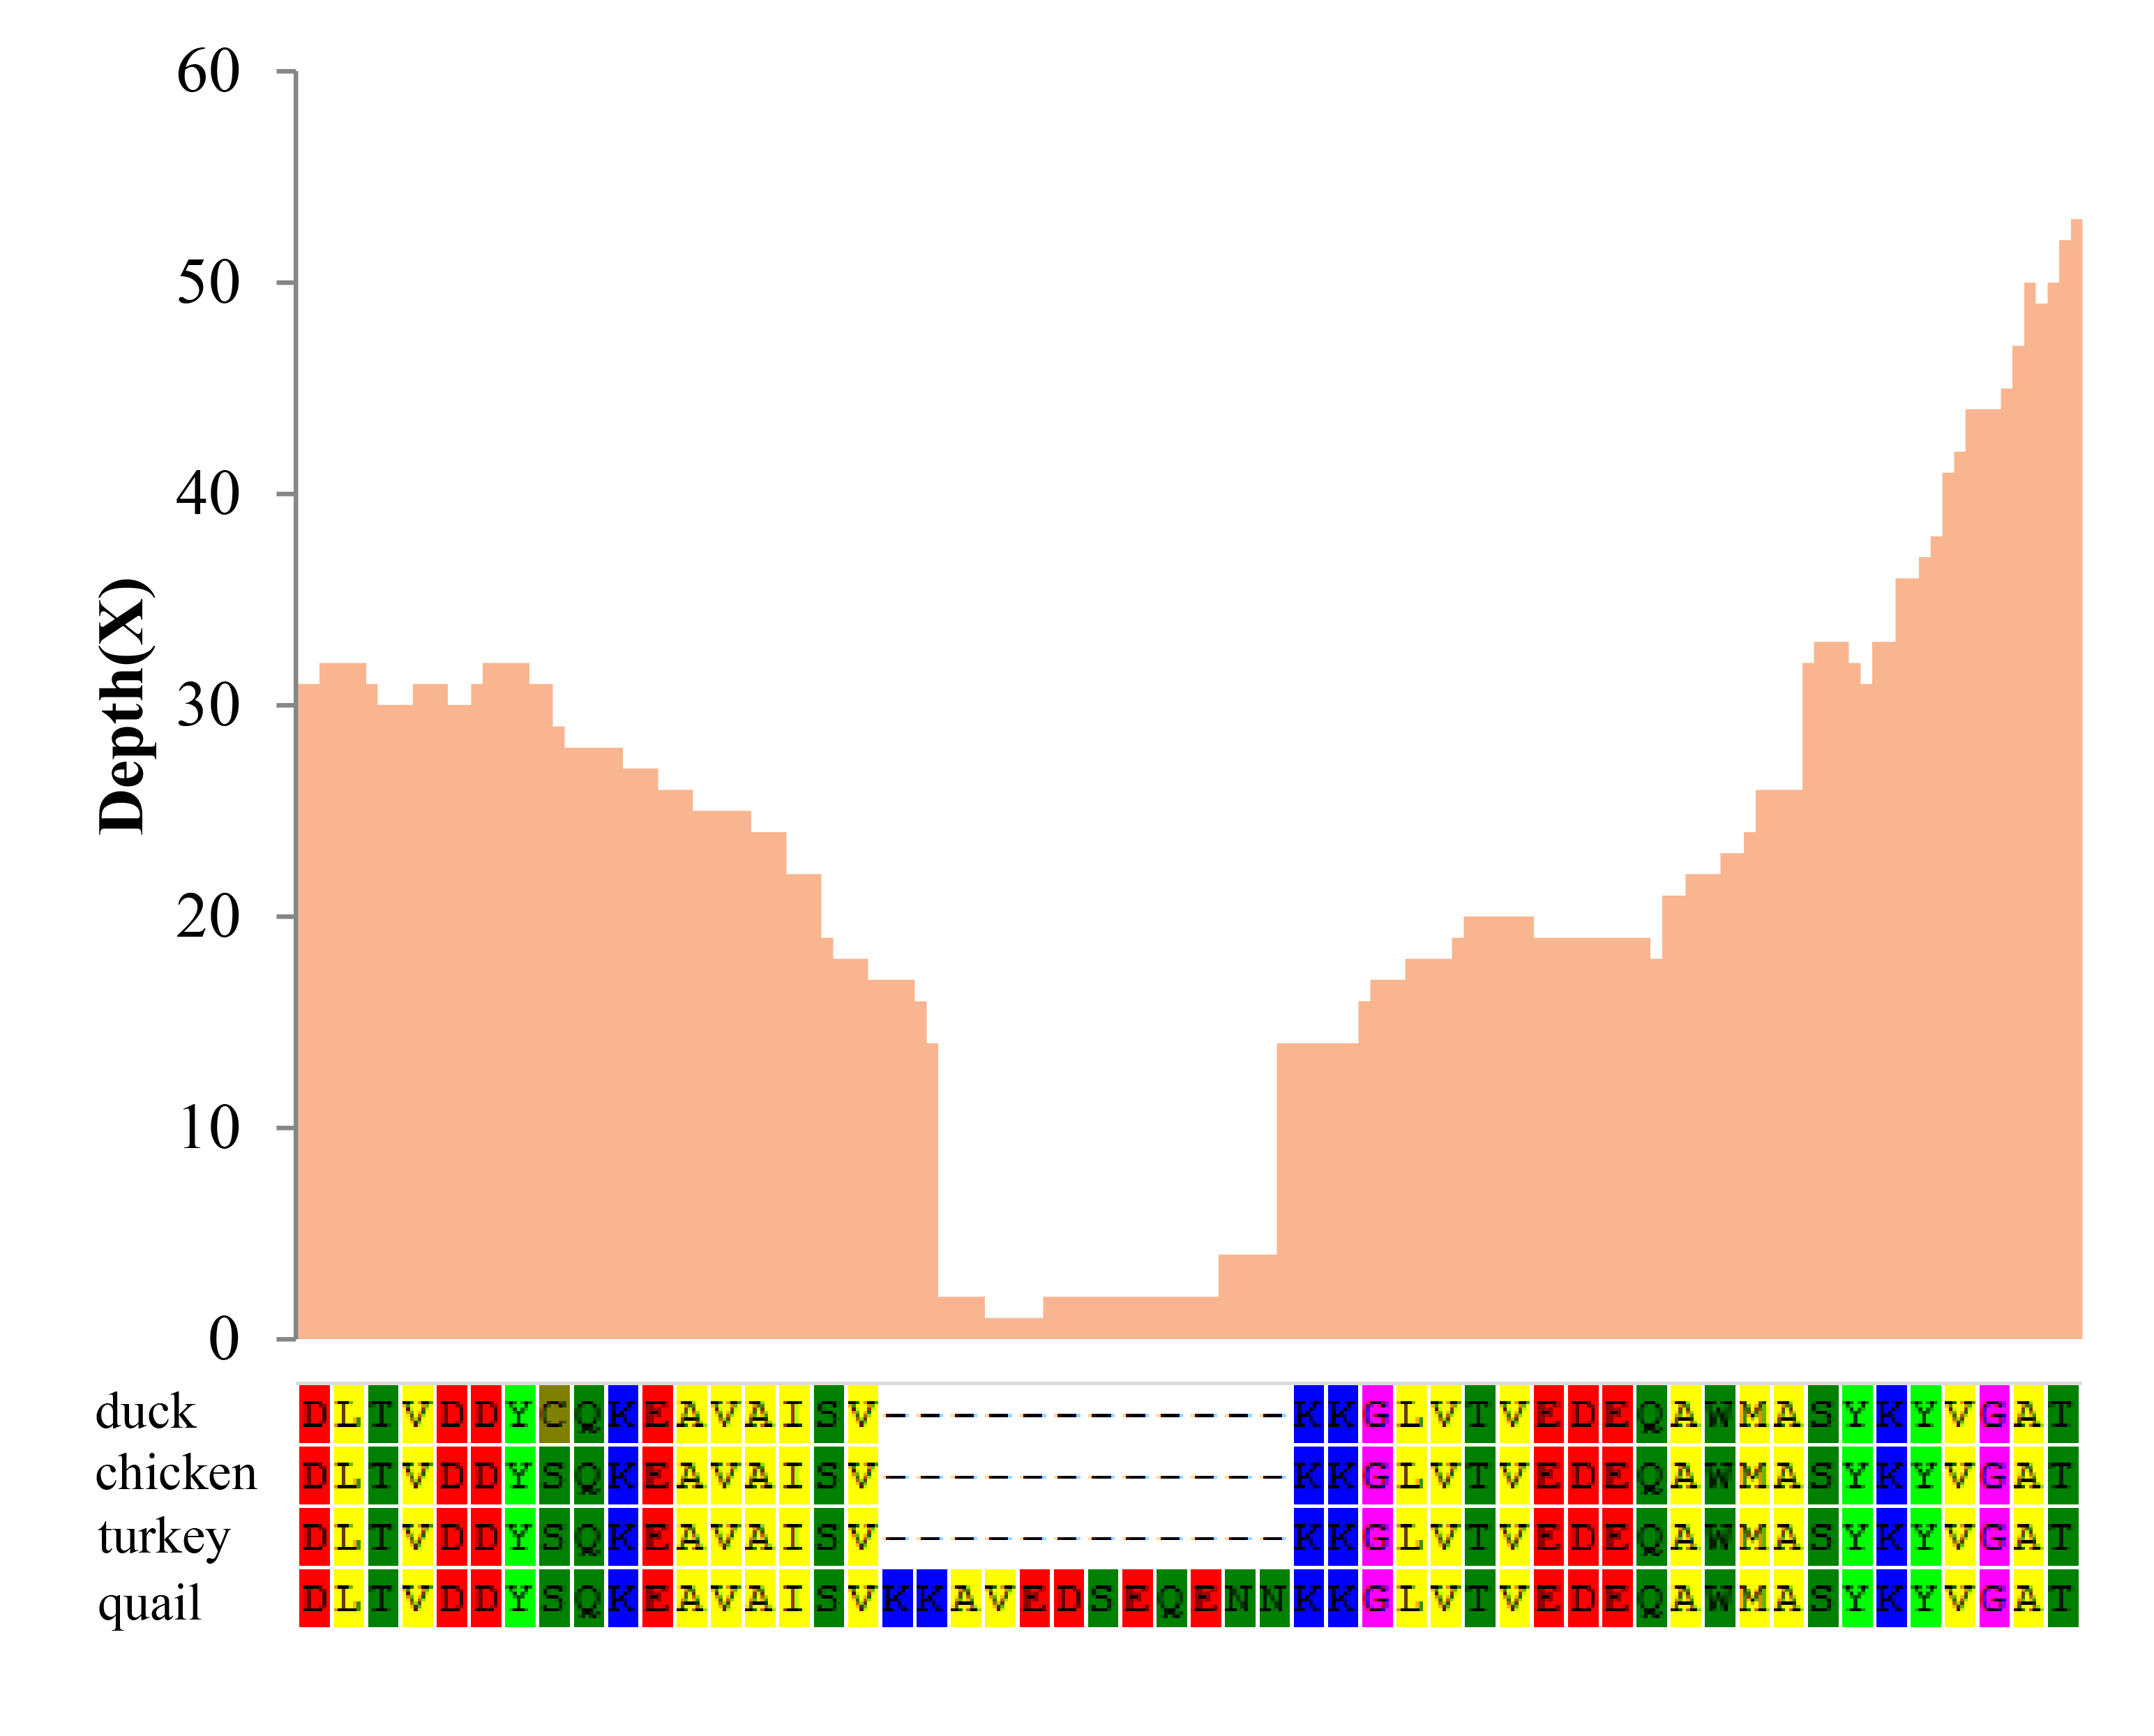 60
50
40
30
20
10
0
Depth(X)
duck DLTVDDYCQKEAVAISV------------KKGLVTVEDEQAWMASYKYVGAT
chicken DLTVDDYSQKEAVAISV------------KKGLVTVEDEQAWMASYKYVGAT
turkey DLTVDDYSQKEAVAISV------------KKGLVTVEDEQAWMASYKYVGAT
quail DLTVDDYSQKEAVAISVKKAVEDSEQENNKKGLVTVEDEQAWMASYKYVGAT